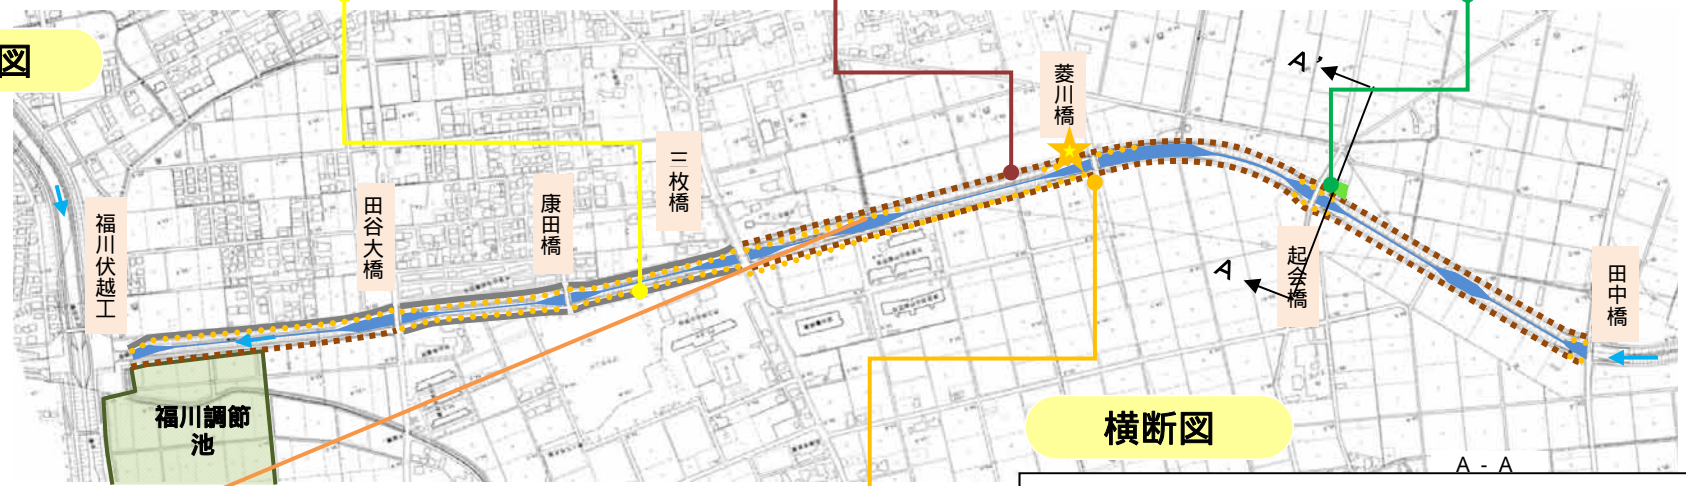 図
福川伏越工
田谷大橋
康田橋
三枚橋
菱川橋
A'
A
起会橋
田中橋
福川調節
池
横断図
A - A